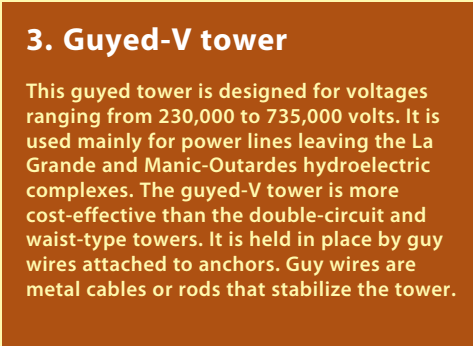 3. Guyed-V tower
This guyed tower is designed for voltages
ranging from 230,000 to 735,000 volts. It is
used mainly for power lines leaving the La
Grande and Manic-Outardes hydroelectric
complexes. The guyed-V tower is more
cost-effective than the double-circuit and
waist-type towers. It is held in place by guy
wires attached to anchors. Guy wires are
metal cables or rods that stabilize the tower.